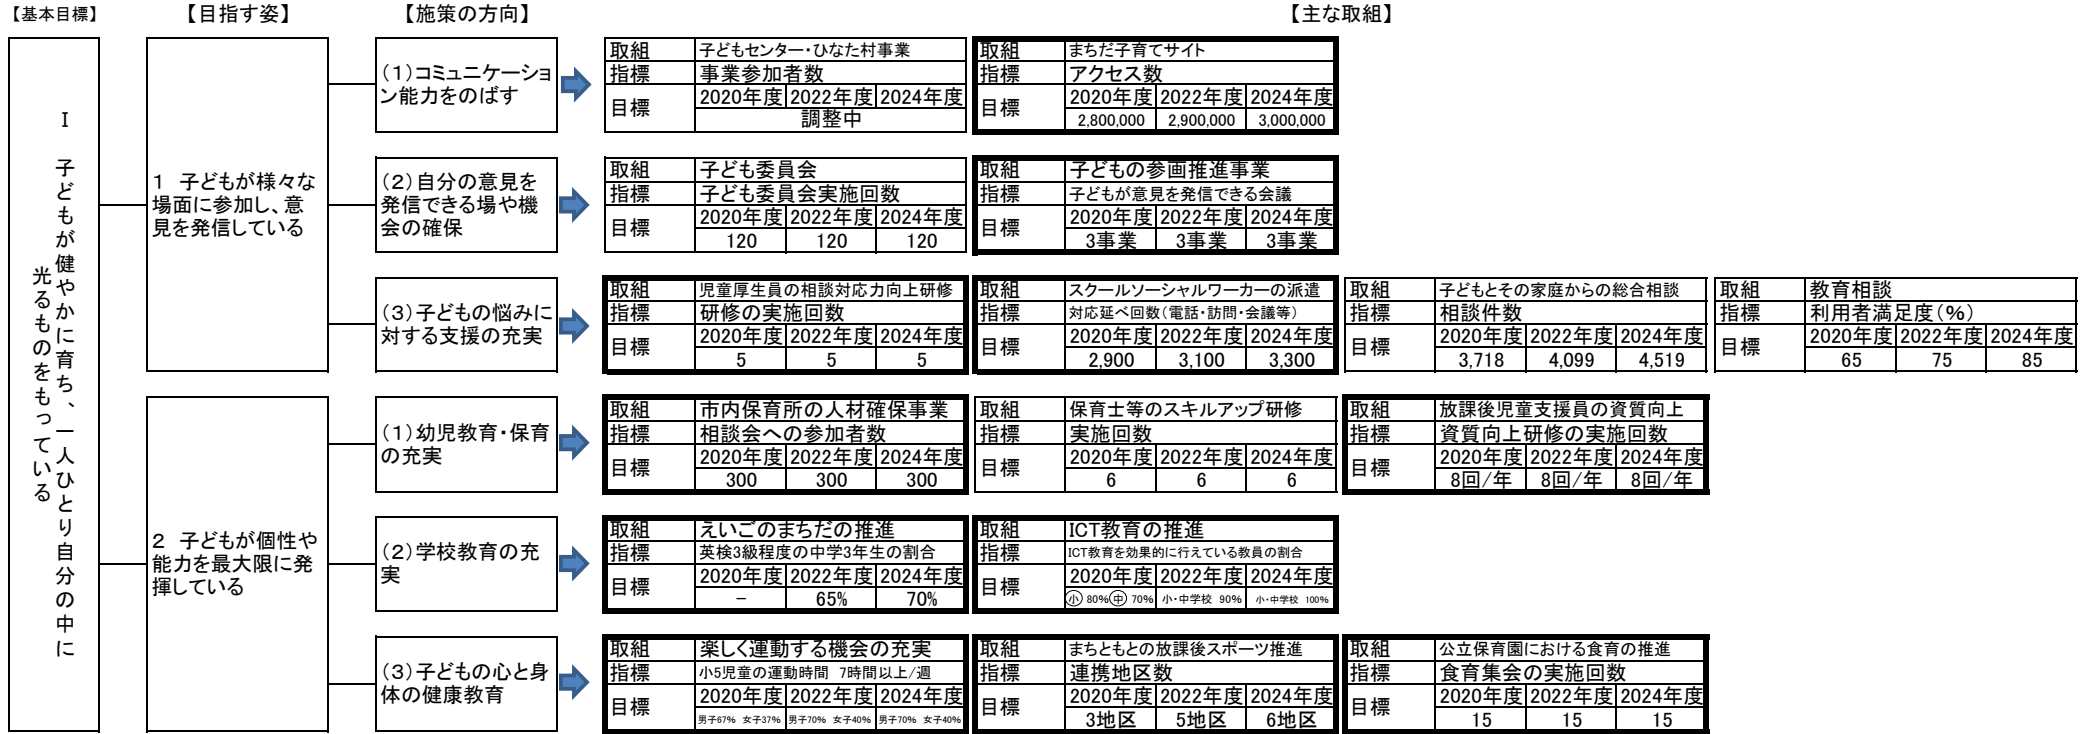 【基本目標】
【目指す姿】
【施策の方向】
【主な取組】
Ⅰ 子どもが健やかに育ち、一人ひとり自分の中に
光るものをもっている
1 子どもが様々な
場面に参加し、意
見を発信している
(1)コミュニケーショ
ン能力をのばす
取組 子どもセンター・ひなた村事業
指標 事業参加者数
目標 2020年度 2022年度 2024年度
調整中
取組 まちだ子育てサイト
指標 アクセス数
目標 2020年度 2022年度 2024年度
2,800,000 2,900,000 3,000,000
(2)自分の意見を
発信できる場や機
会の確保
取組 子ども委員会
指標 子ども委員会実施回数
目標 2020年度 2022年度 2024年度
120 120 120
取組 子どもの参画推進事業
指標 子どもが意見を発信できる会議
目標 2020年度 2022年度 2024年度
3事業 3事業 3事業
(3)子どもの悩みに
対する支援の充実
取組 児童厚生員の相談対応力向上研修
指標 研修の実施回数
目標 2020年度 2022年度 2024年度
5 5 5
取組 スクールソーシャルワーカーの派遣
指標 対応延べ回数(電話・訪問・会議等)
目標 2020年度 2022年度 2024年度
2,900 3,100 3,300
取組 子どもとその家庭からの総合相談
指標 相談件数
目標 2020年度 2022年度 2024年度
3,718 4,099 4,519
取組 教育相談
指標 利用者満足度(%)
目標 2020年度 2022年度 2024年度
65 75 85
2 子どもが個性や
能力を最大限に発
揮している
(1)幼児教育・保育
の充実
取組 市内保育所の人材確保事業
指標 相談会への参加者数
目標 2020年度 2022年度 2024年度
300 300 300
取組 保育士等のスキルアップ研修
指標 実施回数
目標 2020年度 2022年度 2024年度
6 6 6
取組 放課後児童支援員の資質向上
指標 資質向上研修の実施回数
目標 2020年度 2022年度 2024年度
8回/年 8回/年 8回/年
(2)学校教育の充
実
取組 えいごのまちだの推進
指標 英検3級程度の中学3年生の割合
目標 2020年度 2022年度 2024年度
- 65% 70%
取組 ICT教育の推進
指標 ICT教育を効果的に行えている教員の割合
目標 2020年度 2022年度 2024年度
㋛小 80% 中 70% 小・中学校 90% 小・中学校 100%
(3)子どもの心と身
体の健康教育
取組 楽しく運動する機会の充実
指標 小5児童の運動時間 7時間以上/週
目標 2020年度 2022年度 2024年度
男子67% 女子37% 男子70% 女子40% 男子70% 女子40%
取組 まちともとの放課後スポーツ推進
指標 連携地区数
目標 2020年度 2022年度 2024年度
3地区 5地区 6地区
取組 公立保育園における食育の推進
指標 食育集会の実施回数
目標 2020年度 2022年度 2024年度
15 15 15